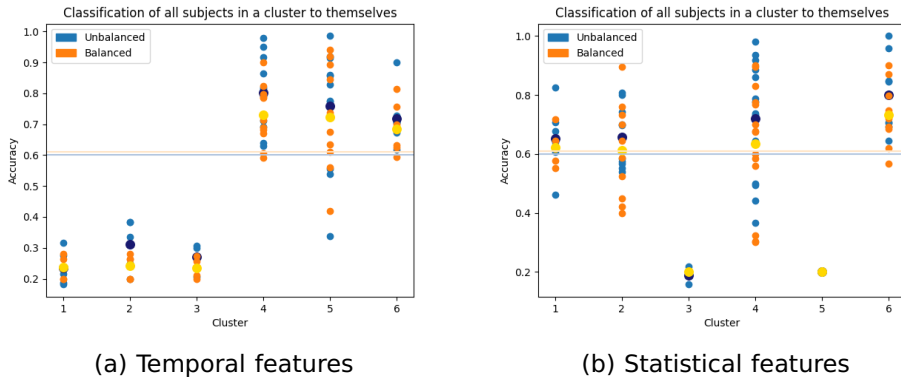 Classification of all subjects in a cluster to themselves
Unbalanced
Balanced
Accuracy
1.0
0.9
0.8
0.7
0.6
0.5
0.4
0.3
0.2
1 2 3 4 5 6
Cluster
(a) Temporal features
Classification of all subjects in a cluster to themselves
Unbalanced
Balanced
Accuracy
1.0
0.8
0.6
0.4
0.2
1 2 3 4 5 6
Cluster
(b) Statistical features